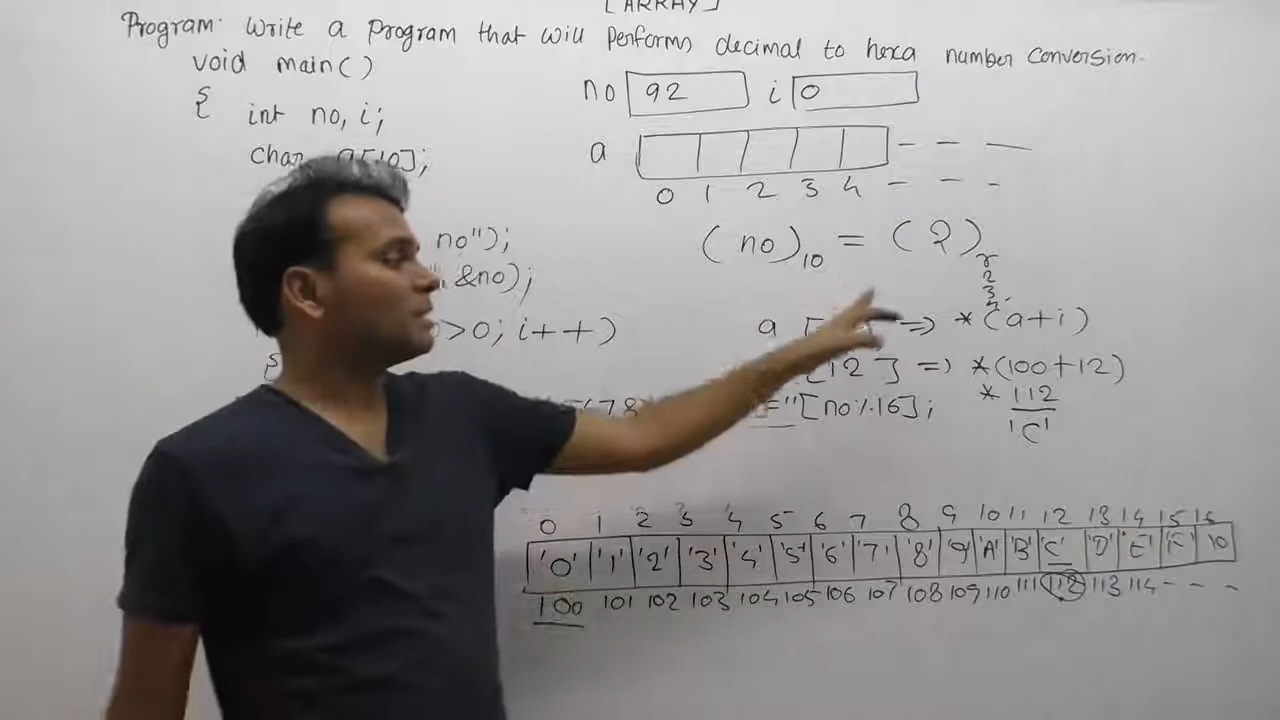 [ARRAY]
Program: Write a Program that will Performs decimal to hexa number conversion.
void main()
{
int no, i;
char a[10];
no");
", &no);
>0; i++)
{
="[no%16];
no 92 i 0
a
0 1 2 3 4 - - -
(no)10 = (?)r
2
3
a [ ] => *(a+i)
[12] => *(100+12)
* 112
'C'
0 1 2 3 4 5 6 7 8 9 10 11 12 13 14 15 16
'0' '1' '2' '3' '4' '5' '6' '7' '8' '9' 'A' 'B' 'C' 'D' 'E' 'F' \0
100 101 102 103 104 105 106 107 108 109 110 111 112 113 114 - - -